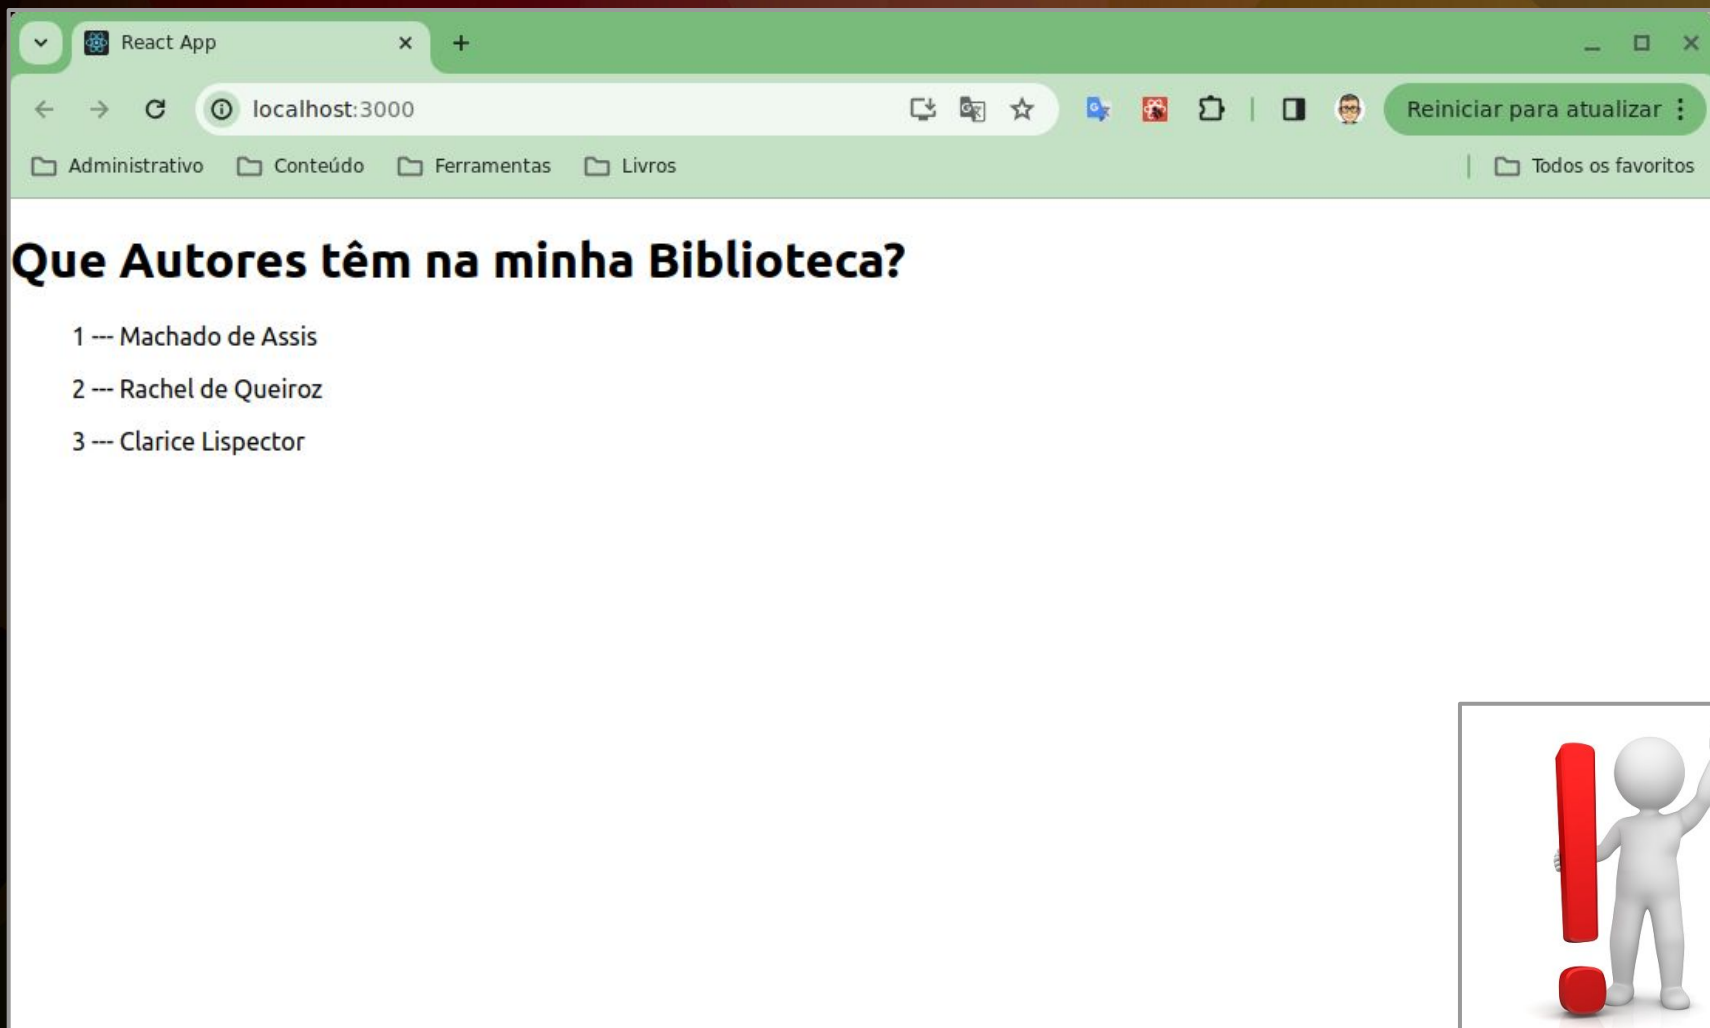 React App
localhost:3000
Reiniciar para atualizar
Administrativo Conteúdo Ferramentas Livros Todos os favoritos
Que Autores têm na minha Biblioteca?
1 --- Machado de Assis
2 --- Rachel de Queiroz
3 --- Clarice Lispector